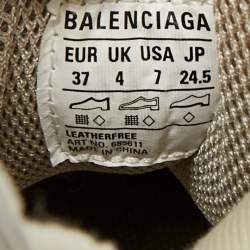 BALENCIAGA
EUR UK USA JP
37 4 7 24.5
LEATHERFREE
ART NO. 689611
MADE IN CHINA